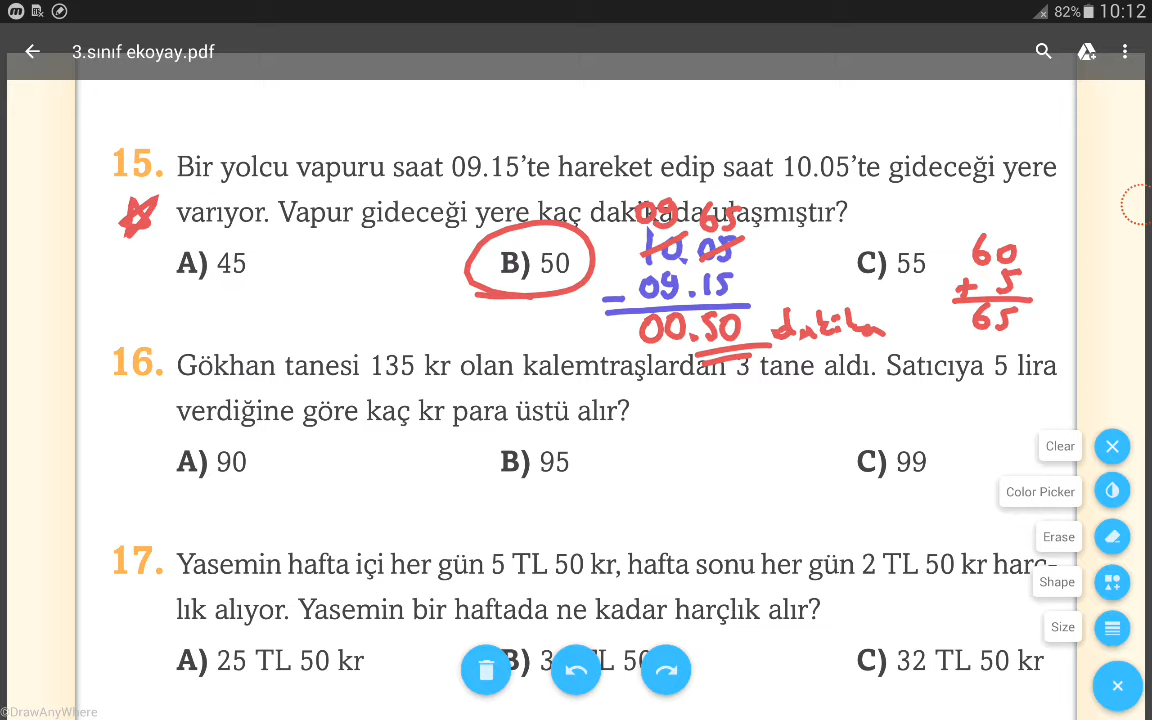 82% 10:12
3.sınıf ekoyay.pdf
15. Bir yolcu vapuru saat 09.15'te hareket edip saat 10.05'te gideceği yere
varıyor. Vapur gideceği yere kaç dakikada ulaşmıştır?
09 65
A) 45 B) 50 C) 55
10.05
- 09.15
00.50 dakika
60
+ 5
65
16. Gökhan tanesi 135 kr olan kalemtraşlardan 3 tane aldı. Satıcıya 5 lira
verdiğine göre kaç kr para üstü alır?
A) 90 B) 95 C) 99
Clear
Color Picker
Erase
17. Yasemin hafta içi her gün 5 TL 50 kr, hafta sonu her gün 2 TL 50 kr harç-
Shape
lık alıyor. Yasemin bir haftada ne kadar harçlık alır?
Size
A) 25 TL 50 kr B) 3 L 50 C) 32 TL 50 kr
©DrawAnyWhere